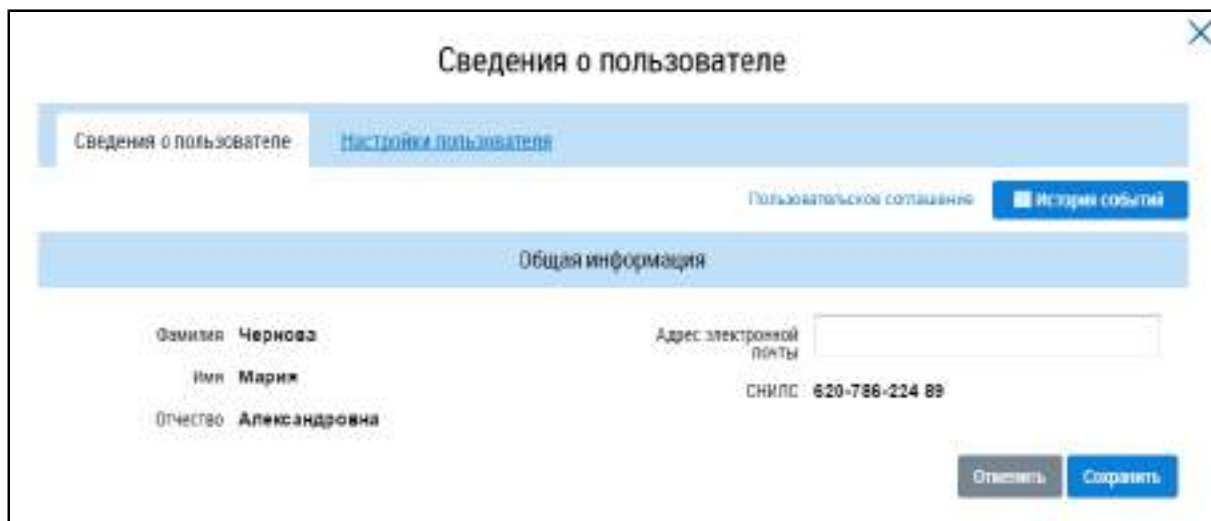 Сведения о пользователе
Сведения о пользователе Настройки пользователя
Пользовательское соглашение История событий
Общая информация
Фамилия Чернова
Адрес электронной почты
Имя Мария
СНИЛС 620-786-224 89
Отчество Александровна
Отменить Сохранить